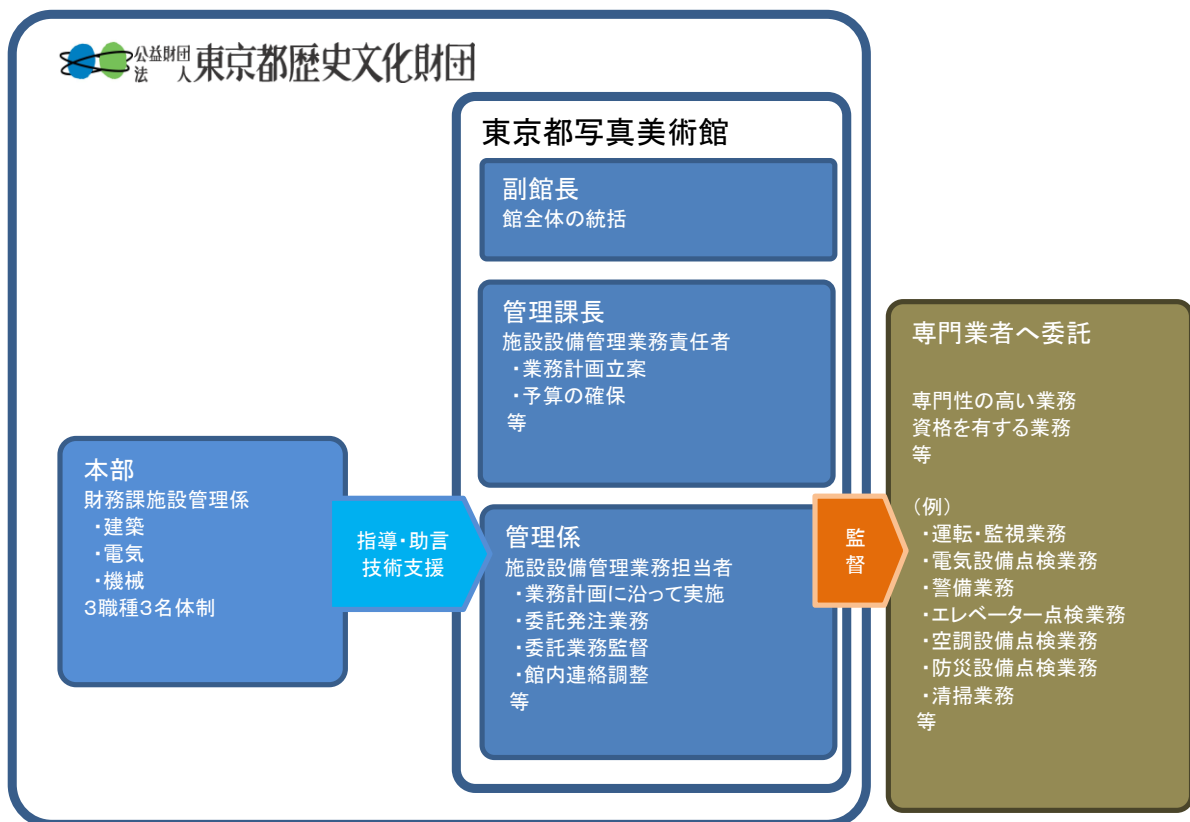 公益財団法人 東京都歴史文化財団
東京都写真美術館
副館長
館全体の統括
管理課長
施設設備管理業務責任者
・業務計画立案
・予算の確保
等
本部
財務課施設管理係
・建築
・電気
・機械
3職種3名体制
指導・助言
技術支援
管理係
施設設備管理業務担当者
・業務計画に沿って実施
・委託発注業務
・委託業務監督
・館内連絡調整
等
監
督
専門業者へ委託
専門性の高い業務
資格を有する業務
等
(例)
・運転・監視業務
・電気設備点検業務
・警備業務
・エレベーター点検業務
・空調設備点検業務
・防災設備点検業務
・清掃業務
等